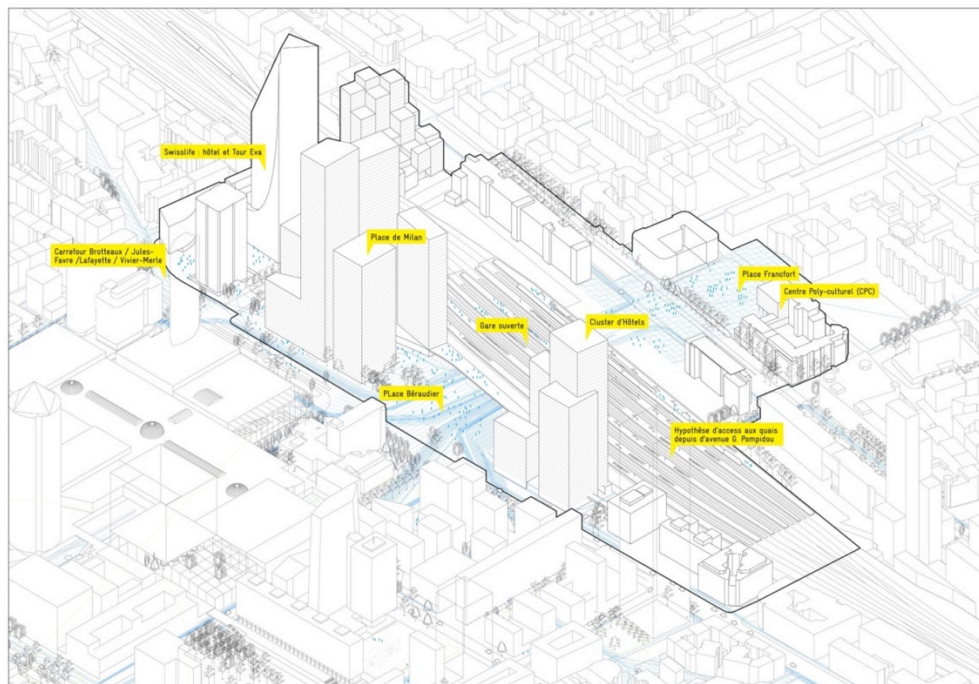 Swisslife : hôtel et Tour Eva
Place de Milan
Carrefour Brotteaux / Jules-
Favre /Lafayette / Vivier-Merle
Place Francfort
Centre Poly-culturel (CPC)
Gare ouverte
Cluster d'Hôtels
PLace Béraudier
Hypothèse d'access aux quais
depuis d'avenue G. Pompidou